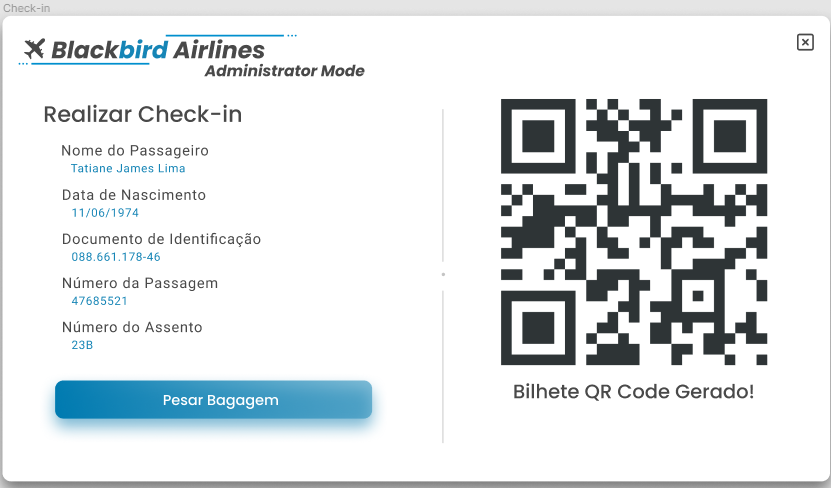 Check-in
Blackbird Airlines
Administrator Mode
Realizar Check-in
Nome do Passageiro
Tatiane James Lima
Data de Nascimento
11/06/1974
Documento de Identificação
088.661.178-46
Número da Passagem
47685521
Número do Assento
23B
Pesar Bagagem
Bilhete QR Code Gerado!